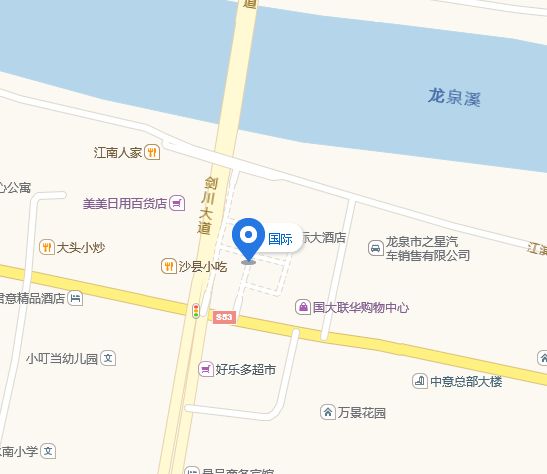 道
龙泉溪
江南人家
心公寓
美美日用百货店
剑川大道
国际
际大酒店
大头小炒
龙泉市之星汽
车销售有限公司
江滨
沙县小吃
君意精品酒店
国大联华购物中心
S53
小叮当幼儿园
好乐多超市
中意总部大楼
万景花园
水南小学